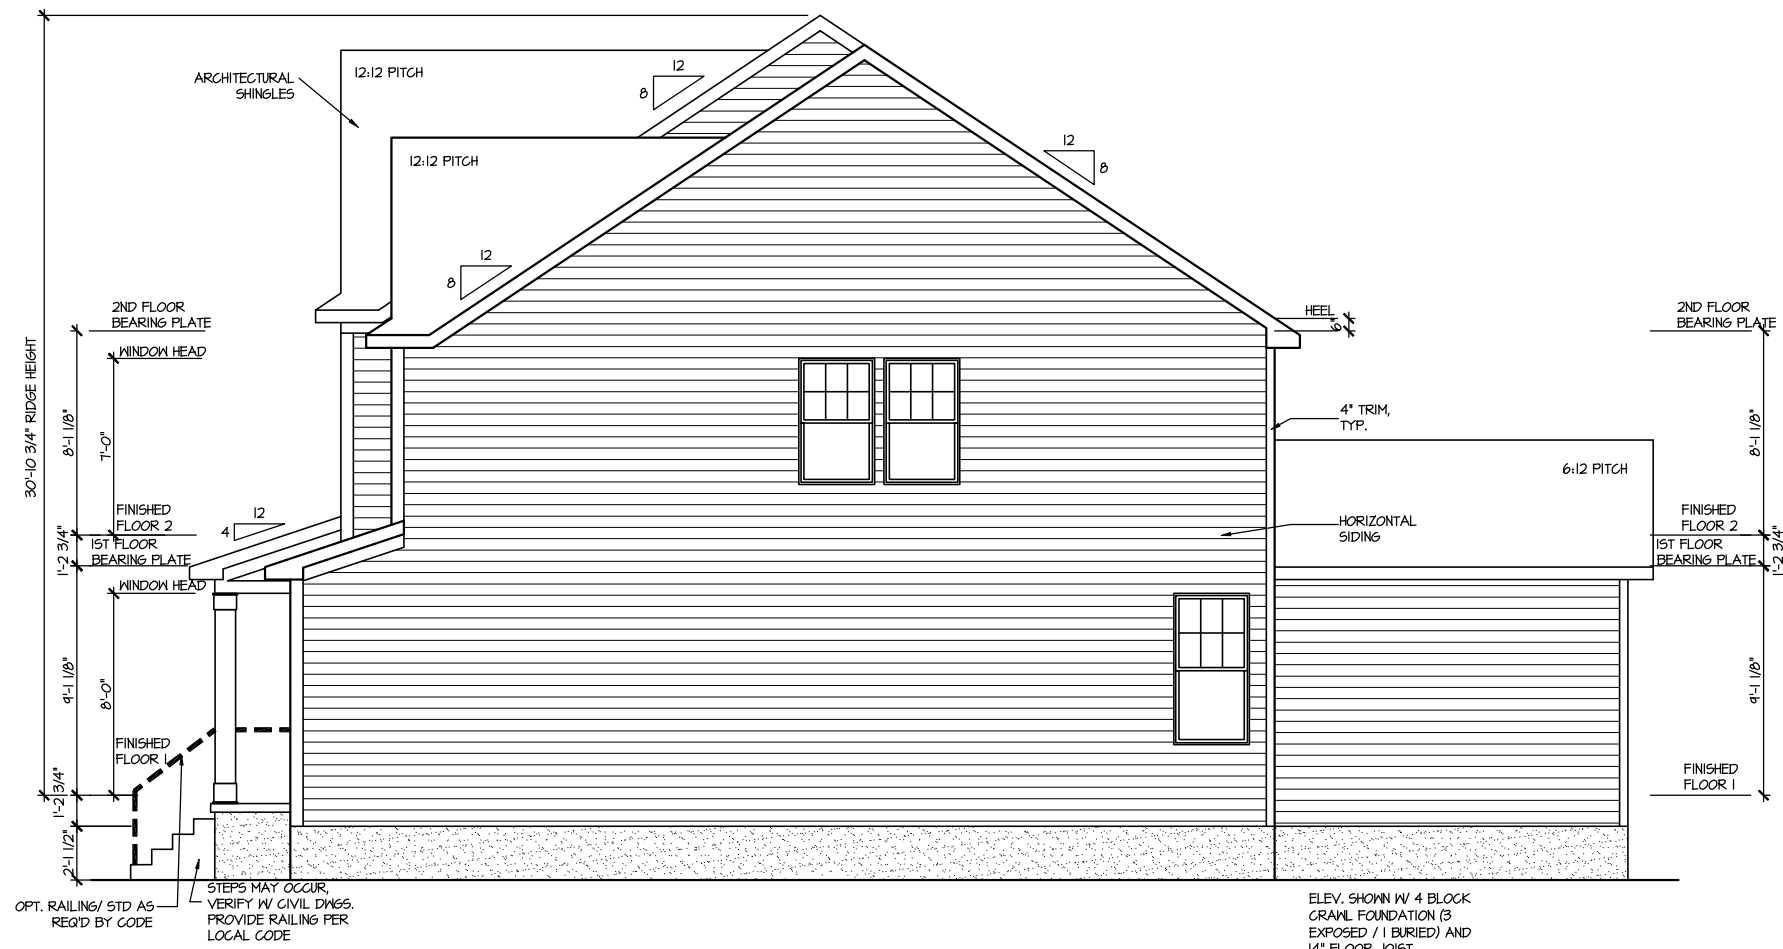 30'-10 3/4" RIDGE HEIGHT
ARCHITECTURAL
SHINGLES
12:12 PITCH
12
8
12:12 PITCH
12
8
12
8
2ND FLOOR
BEARING PLATE
WINDOW HEAD
8'-1 1/8"
7'-0"
FINISHED
FLOOR 2
12
4
1'-2 3/4"
1ST FLOOR
BEARING PLATE
WINDOW HEAD
9'-1 1/8"
8'-0"
FINISHED
FLOOR 1
1'-2 3/4"
2'-1 1/2"
OPT. RAILING/ STD AS
REQ'D BY CODE
STEPS MAY OCCUR,
VERIFY W/ CIVIL DWGS.
PROVIDE RAILING PER
LOCAL CODE
HEEL
6"
4" TRIM,
TYP.
HORIZONTAL
SIDING
6:12 PITCH
2ND FLOOR
BEARING PLATE
8'-1 1/8"
FINISHED
FLOOR 2
1'-2 3/4"
1ST FLOOR
BEARING PLATE
9'-1 1/8"
FINISHED
FLOOR 1
ELEV. SHOWN W/ 4 BLOCK
CRAWL FOUNDATION (3
EXPOSED / 1 BURIED) AND
14" FLOOR JOIST